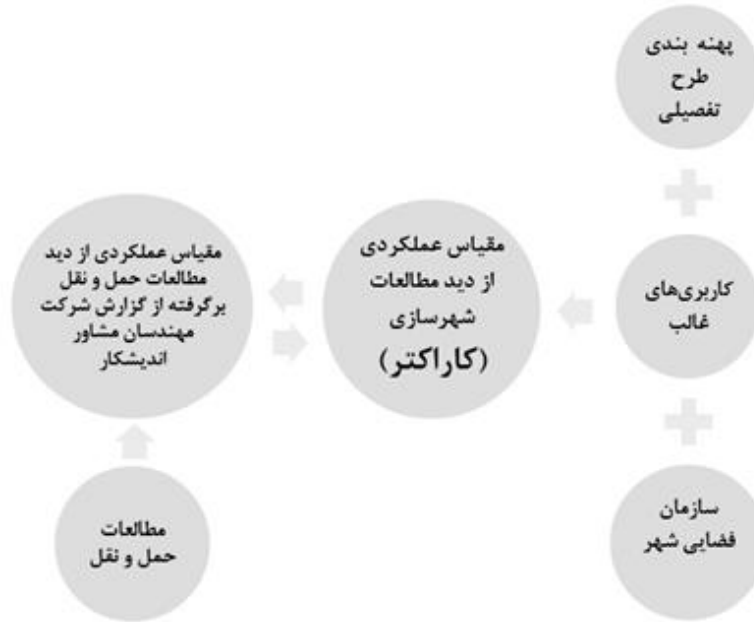 پهنه بندی
طرح
تفصیلی
کاربری‌های
غالب
سازمان
فضایی شهر
مقیاس عملکردی
از دید مطالعات
شهرسازی
(کاراکتر)
مقیاس عملکردی از دید
مطالعات حمل و نقل
برگرفته از گزارش شرکت
مهندسان مشاور
اندیشکار
مطالعات
حمل و نقل